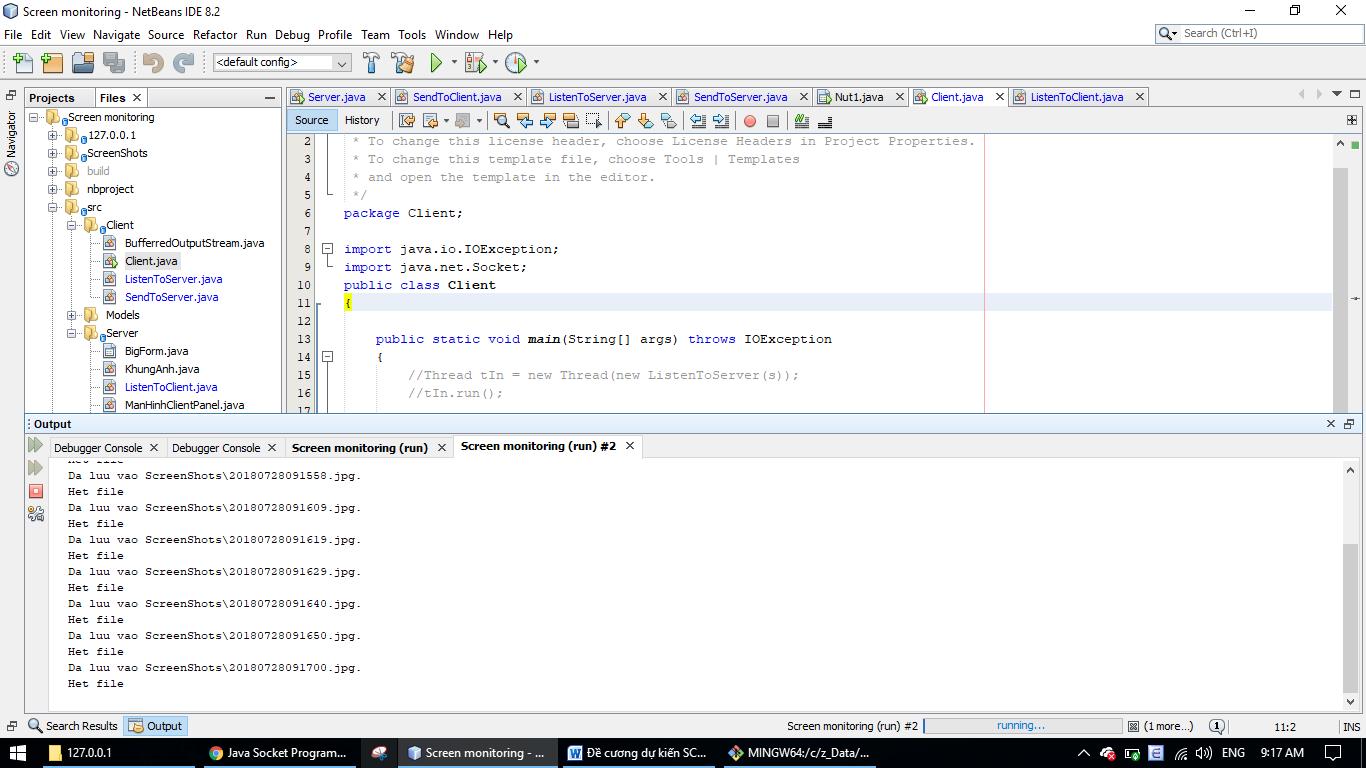 Screen monitoring - NetBeans IDE 8.2
File Edit View Navigate Source Refactor Run Debug Profile Team Tools Window Help
Search (Ctrl+I)
<default config>
Projects Files
Server.java SendToClient.java ListenToServer.java SendToServer.java Nut1.java Client.java ListenToClient.java
Navigator
Source History
Screen monitoring
127.0.0.1
ScreenShots
build
nbproject
src
Client
BufferredOutputStream.java
Client.java
ListenToServer.java
SendToServer.java
Models
Server
BigForm.java
KhungAnh.java
ListenToClient.java
ManHinhClientPanel.java
2 * To change this license header, choose License Headers in Project Properties.
3 * To change this template file, choose Tools | Templates
4 * and open the template in the editor.
5 */
6 package Client;
7
8 import java.io.IOException;
9 import java.net.Socket;
10 public class Client
11 {
12
13 public static void main(String[] args) throws IOException
14 {
15 //Thread tIn = new Thread(new ListenToServer(s));
16 //tIn.run();
17
Output
Debugger Console Debugger Console Screen monitoring (run) Screen monitoring (run) #2
Het file
Da luu vao ScreenShots\20180728091558.jpg.
Het file
Da luu vao ScreenShots\20180728091609.jpg.
Het file
Da luu vao ScreenShots\20180728091619.jpg.
Het file
Da luu vao ScreenShots\20180728091629.jpg.
Het file
Da luu vao ScreenShots\20180728091640.jpg.
Het file
Da luu vao ScreenShots\20180728091650.jpg.
Het file
Da luu vao ScreenShots\20180728091700.jpg.
Het file
Search Results Output
Screen monitoring (run) #2 running... (1 more...) 1 11:2 INS
127.0.0.1 Java Socket Program... Screen monitoring - ... Đề cương dự kiến SC... MINGW64:/c/z_Data/... ENG 9:17 AM